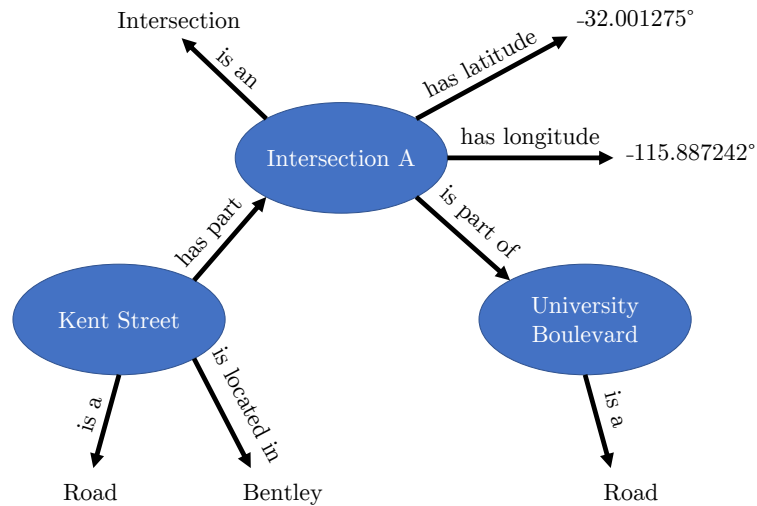 Intersection
is an
has latitude
-32.001275°
Intersection A
has longitude
-115.887242°
has part
is part of
Kent Street
University
Boulevard
is a
is located in
is a
Road
Bentley
Road